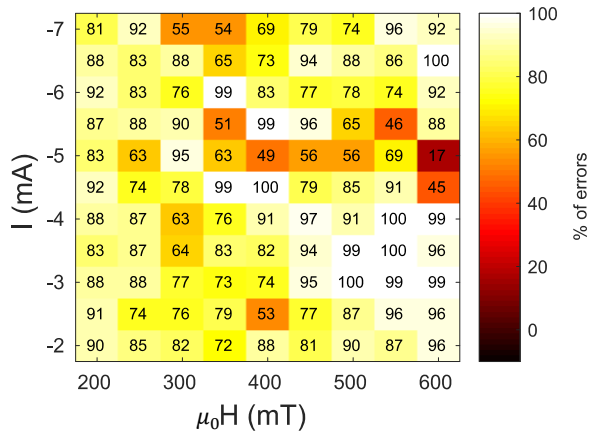 -7 81 92 55 54 69 79 74 96 92 100
88 83 88 65 73 94 88 86 100
-6 92 83 76 99 83 77 78 74 92 80
87 88 90 51 99 96 65 46 88
-5 83 63 95 63 49 56 56 69 17 60
92 74 78 99 100 79 85 91 45
-4 88 87 63 76 91 97 91 100 99 40
83 87 64 83 82 94 99 100 96
-3 88 88 77 73 74 95 100 99 99 20
91 74 76 79 53 77 87 96 96
-2 90 85 82 72 88 81 90 87 96 0
200 300 400 500 600
I (mA)
μ0H (mT)
% of errors